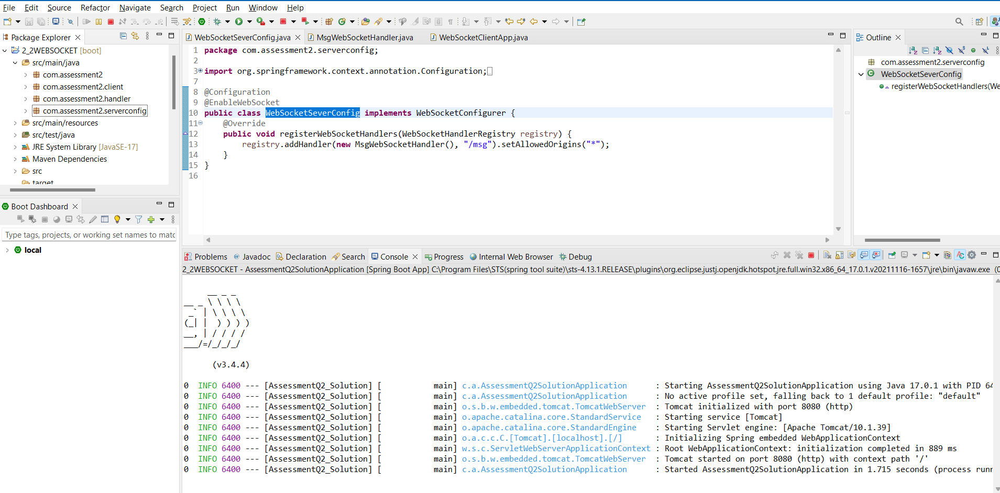 File Edit Source Refactor Navigate Search Project Run Window Help
Package Explorer
2_2WEBSOCKET [boot]
src/main/java
com.assessment2
com.assessment2.client
com.assessment2.handler
com.assessment2.serverconfig
src/main/resources
src/test/java
JRE System Library [JavaSE-17]
Maven Dependencies
src
target
Boot Dashboard
Type tags, projects, or working set names to matc
local
WebSocketSeverConfig.java MsgWebSocketHandler.java WebSocketClientApp.java
1 package com.assessment2.serverconfig;
2
3 import org.springframework.context.annotation.Configuration;
7
8 @Configuration
9 @EnableWebSocket
10 public class WebSocketSeverConfig implements WebSocketConfigurer {
11 @Override
12 public void registerWebSocketHandlers(WebSocketHandlerRegistry registry) {
13 registry.addHandler(new MsgWebSocketHandler(), "/msg").setAllowedOrigins("*");
14 }
15 }
16
Outline
com.assessment2.serverconfig
WebSocketSeverConfig
registerWebSocketHandlers(We
Problems @ Javadoc Declaration Search Console Progress Internal Web Browser Debug
2_2WEBSOCKET - AssessmentQ2SolutionApplication [Spring Boot App] C:\Program Files\STS(spring tool suite)\sts-4.13.1.RELEASE\plugins\org.eclipse.justj.openjdk.hotspot.jre.full.win32.x86_64_17.0.1.v20211116-1657\jre\bin\javaw.exe (0
     __ _ _
__ _ \ \ \ \
 _` | \ \ \ \
(_| |  ) ) ) )
__, | / / / /
___/=/_/_/_/
(v3.4.4)
0 INFO 6400 --- [AssessmentQ2_Solution] [ main] c.a.AssessmentQ2SolutionApplication : Starting AssessmentQ2SolutionApplication using Java 17.0.1 with PID 64
0 INFO 6400 --- [AssessmentQ2_Solution] [ main] c.a.AssessmentQ2SolutionApplication : No active profile set, falling back to 1 default profile: "default"
0 INFO 6400 --- [AssessmentQ2_Solution] [ main] o.s.b.w.embedded.tomcat.TomcatWebServer : Tomcat initialized with port 8080 (http)
0 INFO 6400 --- [AssessmentQ2_Solution] [ main] o.apache.catalina.core.StandardService : Starting service [Tomcat]
0 INFO 6400 --- [AssessmentQ2_Solution] [ main] o.apache.catalina.core.StandardEngine : Starting Servlet engine: [Apache Tomcat/10.1.39]
0 INFO 6400 --- [AssessmentQ2_Solution] [ main] o.a.c.c.C.[Tomcat].[localhost].[/] : Initializing Spring embedded WebApplicationContext
0 INFO 6400 --- [AssessmentQ2_Solution] [ main] w.s.c.ServletWebServerApplicationContext : Root WebApplicationContext: initialization completed in 889 ms
0 INFO 6400 --- [AssessmentQ2_Solution] [ main] o.s.b.w.embedded.tomcat.TomcatWebServer : Tomcat started on port 8080 (http) with context path '/'
0 INFO 6400 --- [AssessmentQ2_Solution] [ main] c.a.AssessmentQ2SolutionApplication : Started AssessmentQ2SolutionApplication in 1.715 seconds (process runn